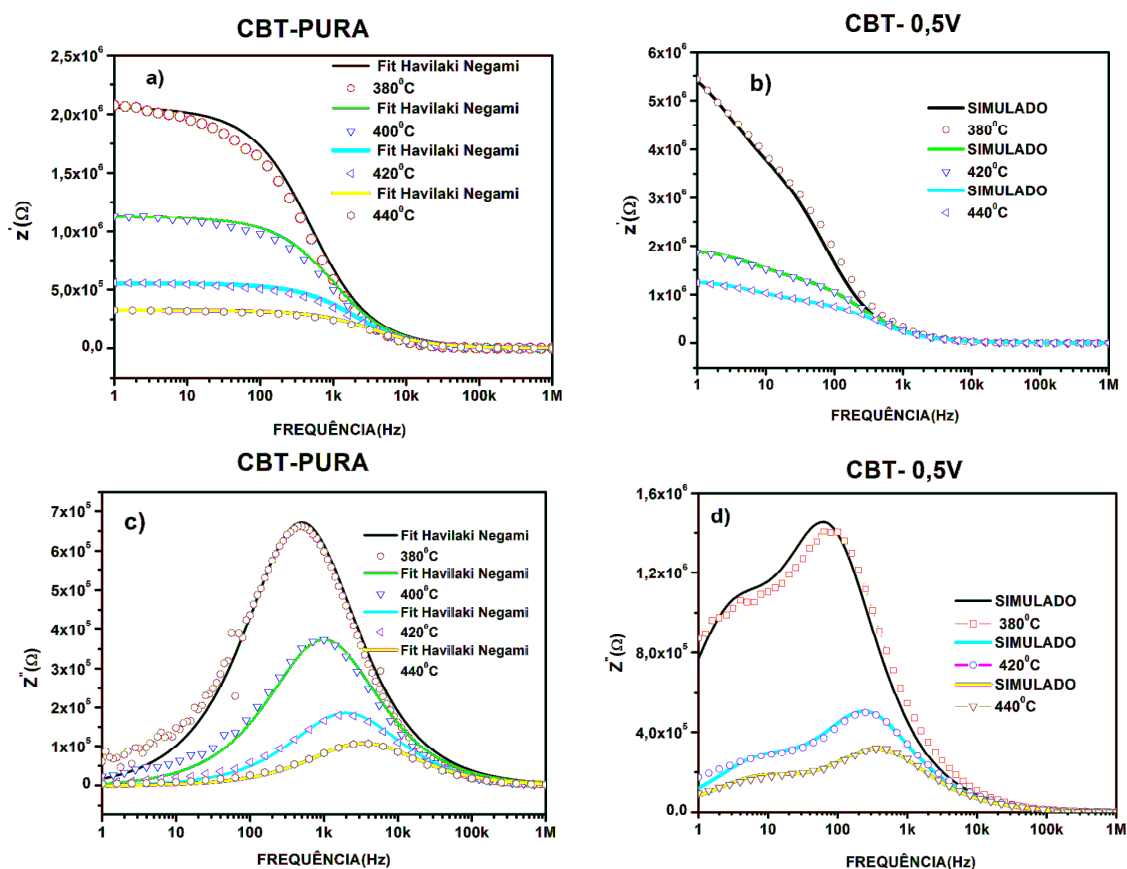 CBT-PURA
a)
2,5x10⁶
2,0x10⁶
1,5x10⁶
1,0x10⁶
5,0x10⁵
0,0
Z'(Ω)
Fit Havilaki Negami
380⁰C
Fit Havilaki Negami
400⁰C
Fit Havilaki Negami
420⁰C
Fit Havilaki Negami
440⁰C
1 10 100 1k 10k 100k 1M
FREQUÊNCIA(Hz)
CBT- 0,5V
b)
6x10⁶
5x10⁶
4x10⁶
3x10⁶
2x10⁶
1x10⁶
0
Z'(Ω)
SIMULADO
380⁰C
SIMULADO
420⁰C
SIMULADO
440⁰C
1 10 100 1k 10k 100k 1M
FREQUÊNCIA(Hz)
CBT-PURA
c)
7x10⁵
6x10⁵
5x10⁵
4x10⁵
3x10⁵
2x10⁵
1x10⁵
0
Z"(Ω)
Fit Havilaki Negami
380⁰C
Fit Havilaki Negami
400⁰C
Fit Havilaki Negami
420⁰C
Fit Havilaki Negami
440⁰C
1 10 100 1k 10k 100k 1M
FREQUÊNCIA(Hz)
CBT- 0,5V
d)
1,6x10⁶
1,2x10⁶
8,0x10⁵
4,0x10⁵
0,0
Z"(Ω)
SIMULADO
380⁰C
SIMULADO
420⁰C
SIMULADO
440⁰C
1 10 100 1k 10k 100k 1M
FREQUÊNCIA(Hz)